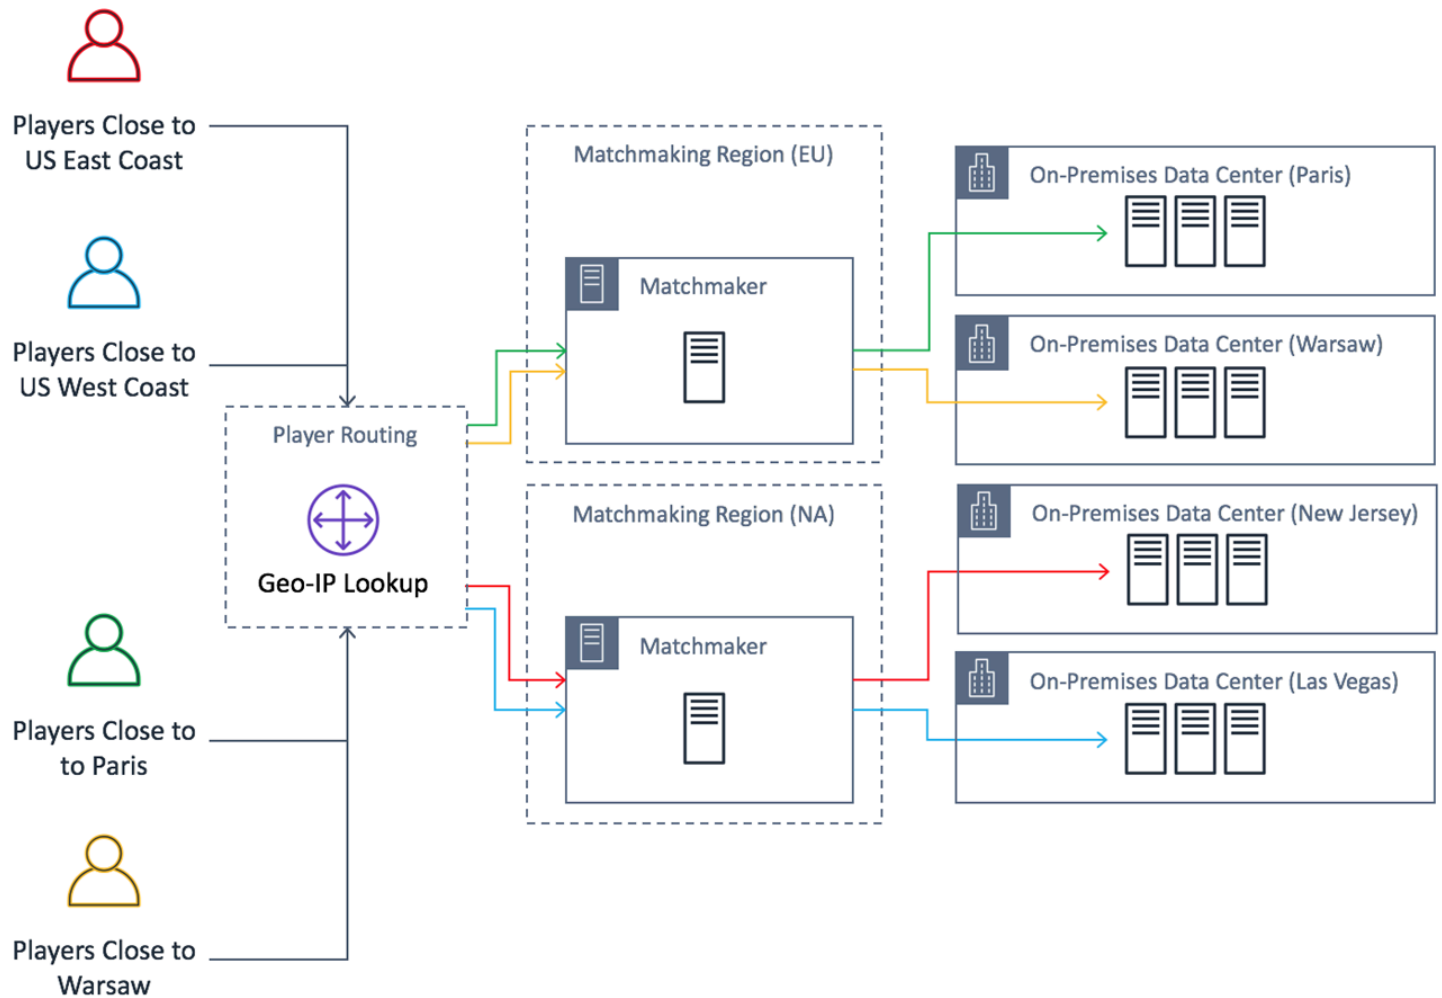 Players Close to
US East Coast
Players Close to
US West Coast
Player Routing
Geo-IP Lookup
Players Close to
to Paris
Players Close to
Warsaw
Matchmaking Region (EU)
Matchmaker
Matchmaking Region (NA)
Matchmaker
On-Premises Data Center (Paris)
On-Premises Data Center (Warsaw)
On-Premises Data Center (New Jersey)
On-Premises Data Center (Las Vegas)